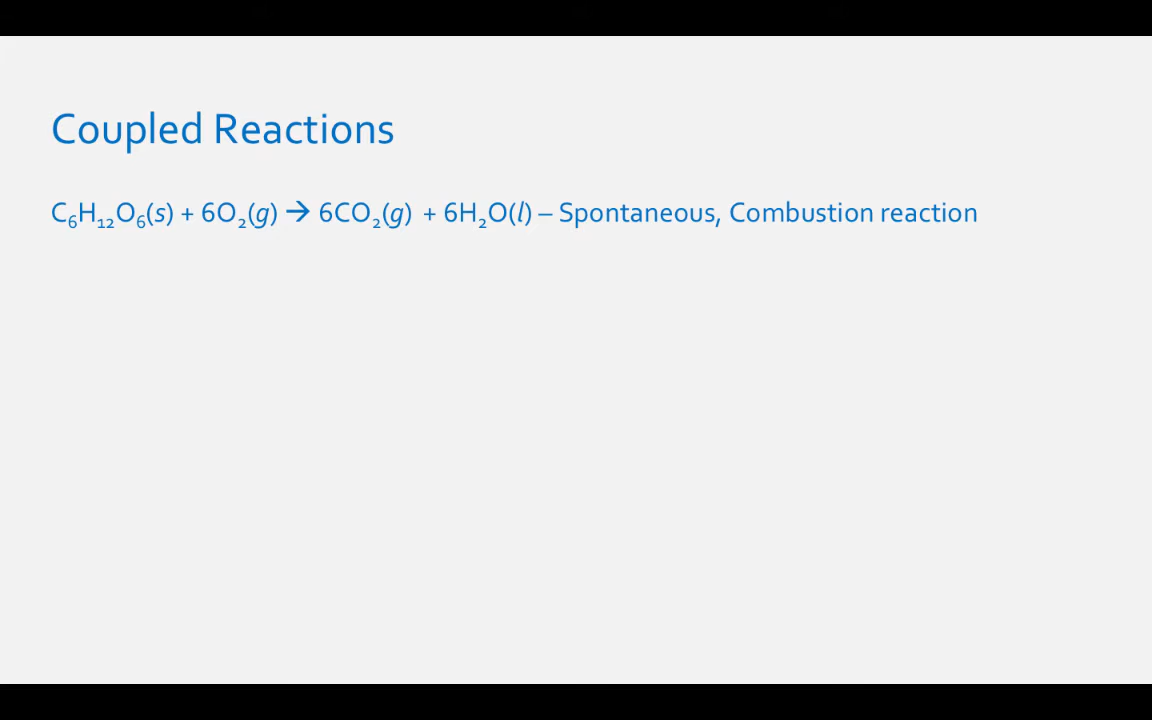 Coupled Reactions
C₆H₁₂O₆(s) + 6O₂(g) → 6CO₂(g) + 6H₂O(l) – Spontaneous, Combustion reaction